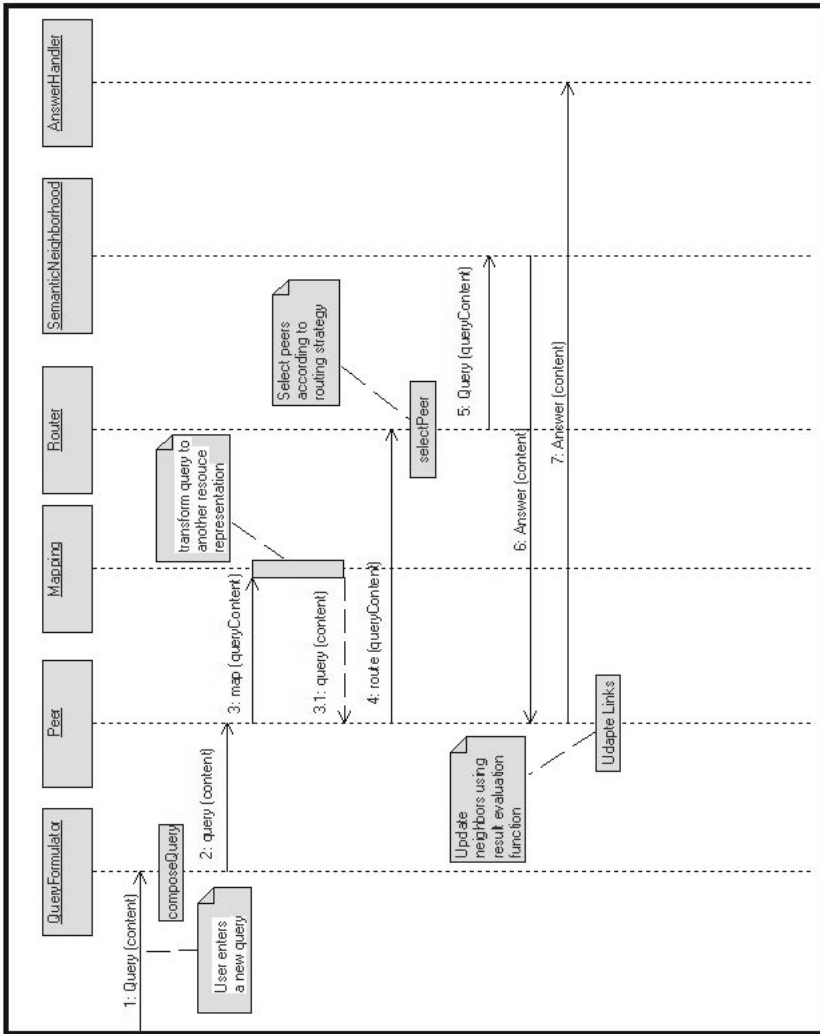 QueryFormulator
Peer
Mapping
Router
SemanticNeighborhood
AnswerHandler
1: Query (content)
User enters
a new query
composeQuery
2: query (content)
3: map (queryContent)
transform query to
another resouce
representation
3.1: query (content)
4: route (queryContent)
Select peers
according to
routing strategy
selectPeer
5: Query (queryContent)
6: Answer (content)
7: Answer (content)
Update
neighbors using
result evaluation
function
Udapte Links